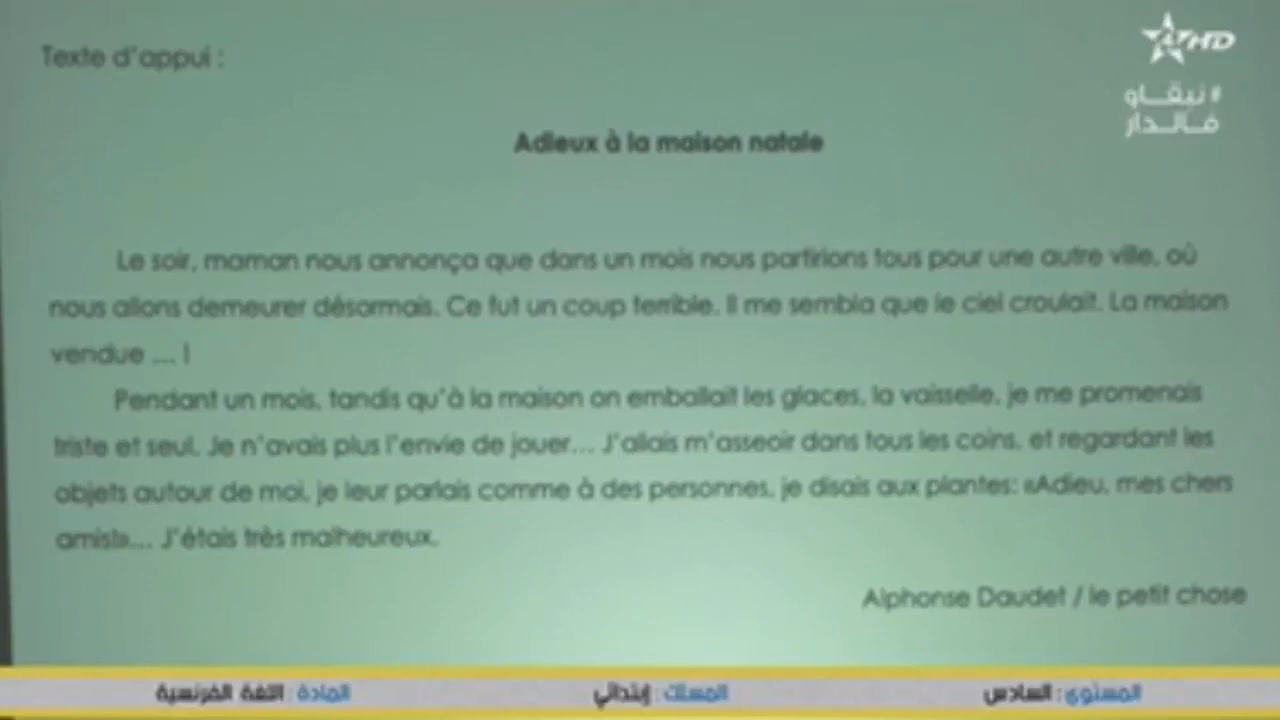 Texte d'appui :
HD
# نبقاو
فالدار
Adieux à la maison natale
Le soir, maman nous annonça que dans un mois nous partirions tous pour une autre ville, où
nous allons demeurer désormais. Ce fut un coup terrible. Il me sembla que le ciel croulait. La maison
vendue ... !
Pendant un mois, tandis qu'à la maison on emballait les glaces, la vaisselle, je me promenais
triste et seul. Je n'avais plus l'envie de jouer... J'allais m'asseoir dans tous les coins, et regardant les
objets autour de moi, je leur parlais comme à des personnes, je disais aux plantes: «Adieu, mes chers
amis!»... J'étais très malheureux.
Alphonse Daudet / le petit chose
المستوى : السادس المسلك : إبتدائي المادة : اللغة الفرنسية